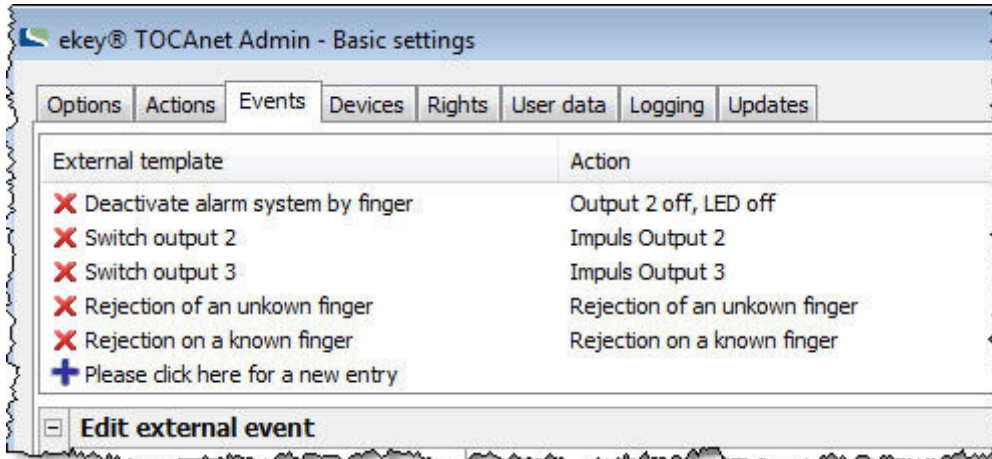 ekey® TOCAnet Admin - Basic settings
Options Actions Events Devices Rights User data Logging Updates
External template Action
Deactivate alarm system by finger Output 2 off, LED off
Switch output 2 Impuls Output 2
Switch output 3 Impuls Output 3
Rejection of an unkown finger Rejection of an unkown finger
Rejection on a known finger Rejection on a known finger
Please click here for a new entry
Edit external event